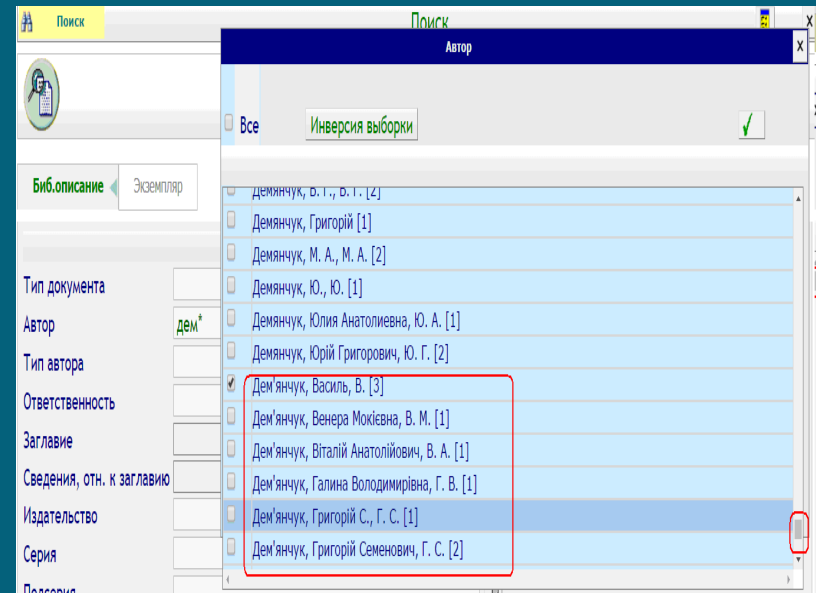 Поиск
Поиск
Автор
X
X
Все
Инверсия выборки
Биб.описание
Экземпляр
Демянчук, В. Г., В. Г. [2]
Демянчук, Григорій [1]
Демянчук, М. А., М. А. [2]
Демянчук, Ю., Ю. [1]
Демянчук, Юлия Анатолиевна, Ю. А. [1]
Демянчук, Юрій Григорович, Ю. Г. [2]
Дем'янчук, Василь, В. [3]
Дем'янчук, Венера Мокієвна, В. М. [1]
Дем'янчук, Віталій Анатолійович, В. А. [1]
Дем'янчук, Галина Володимирівна, Г. В. [1]
Дем'янчук, Григорій С., Г. С. [1]
Дем'янчук, Григорій Семенович, Г. С. [2]
Тип документа
Автор
дем*
Тип автора
Ответственность
Заглавие
Сведения, отн. к заглавию
Издательство
Серия
Подсерия